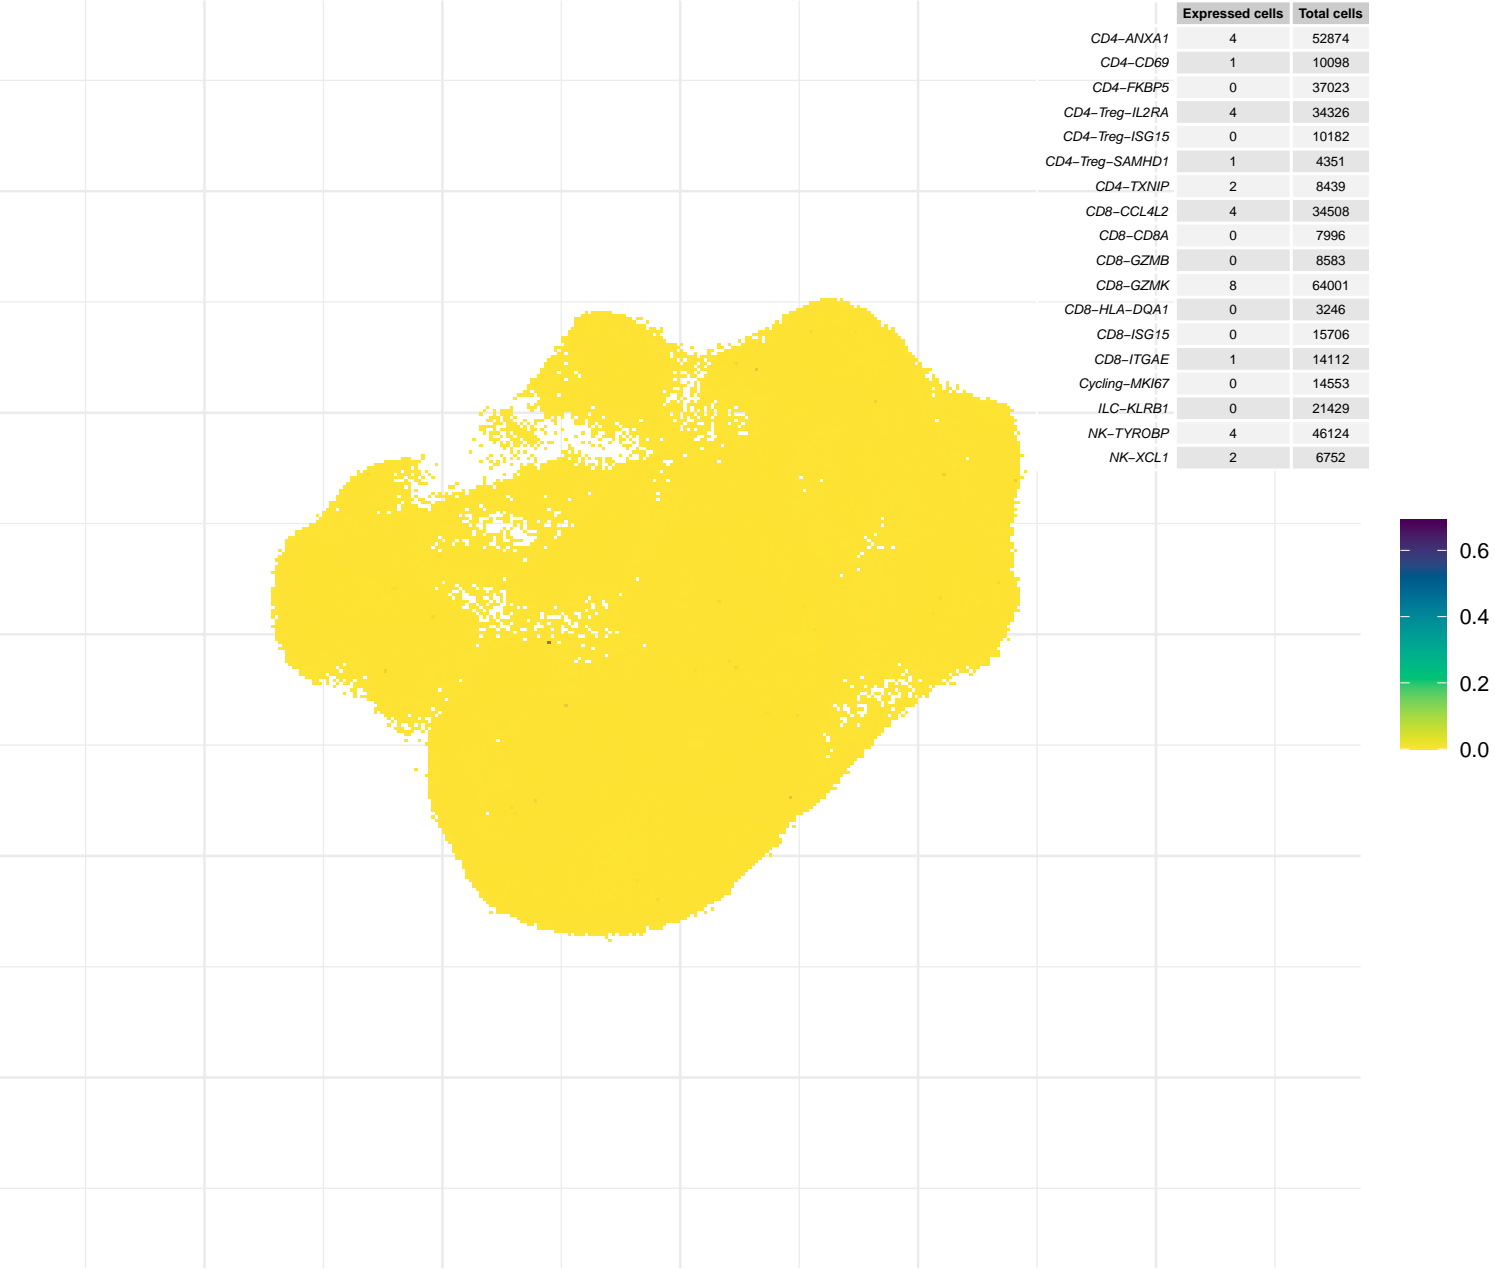 Expressed cells Total cells
CD4−ANXA1 4 52874
CD4−CD69 1 10098
CD4−FKBP5 0 37023
CD4−Treg−IL2RA 4 34326
CD4−Treg−ISG15 0 10182
CD4−Treg−SAMHD1 1 4351
CD4−TXNIP 2 8439
CD8−CCL4L2 4 34508
CD8−CD8A 0 7996
CD8−GZMB 0 8583
CD8−GZMK 8 64001
CD8−HLA−DQA1 0 3246
CD8−ISG15 0 15706
CD8−ITGAE 1 14112
Cycling−MKI67 0 14553
ILC−KLRB1 0 21429
NK−TYROBP 4 46124
NK−XCL1 2 6752
0.6
0.4
0.2
0.0